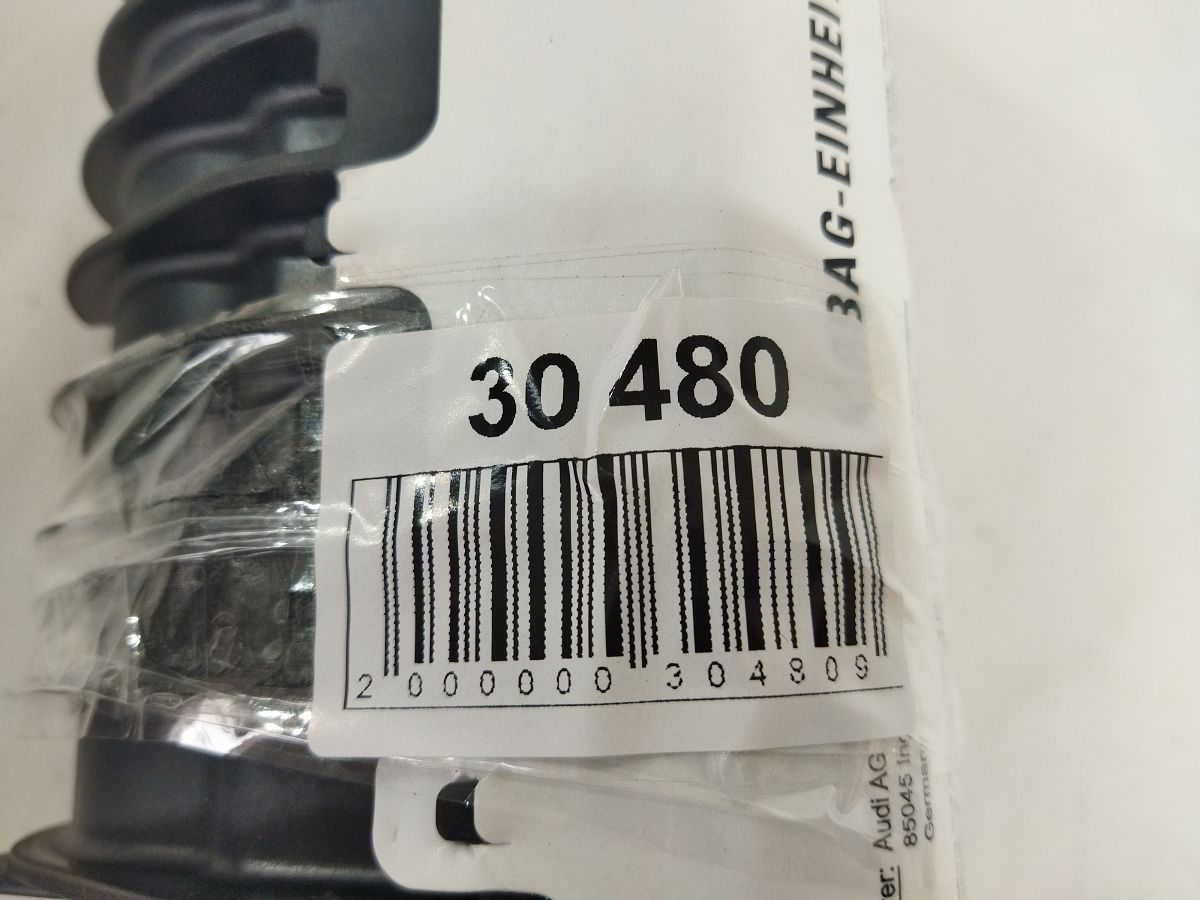 BAG-EINHEI
30 480
2 000000 304809
er: Audi AG
85045 In
German